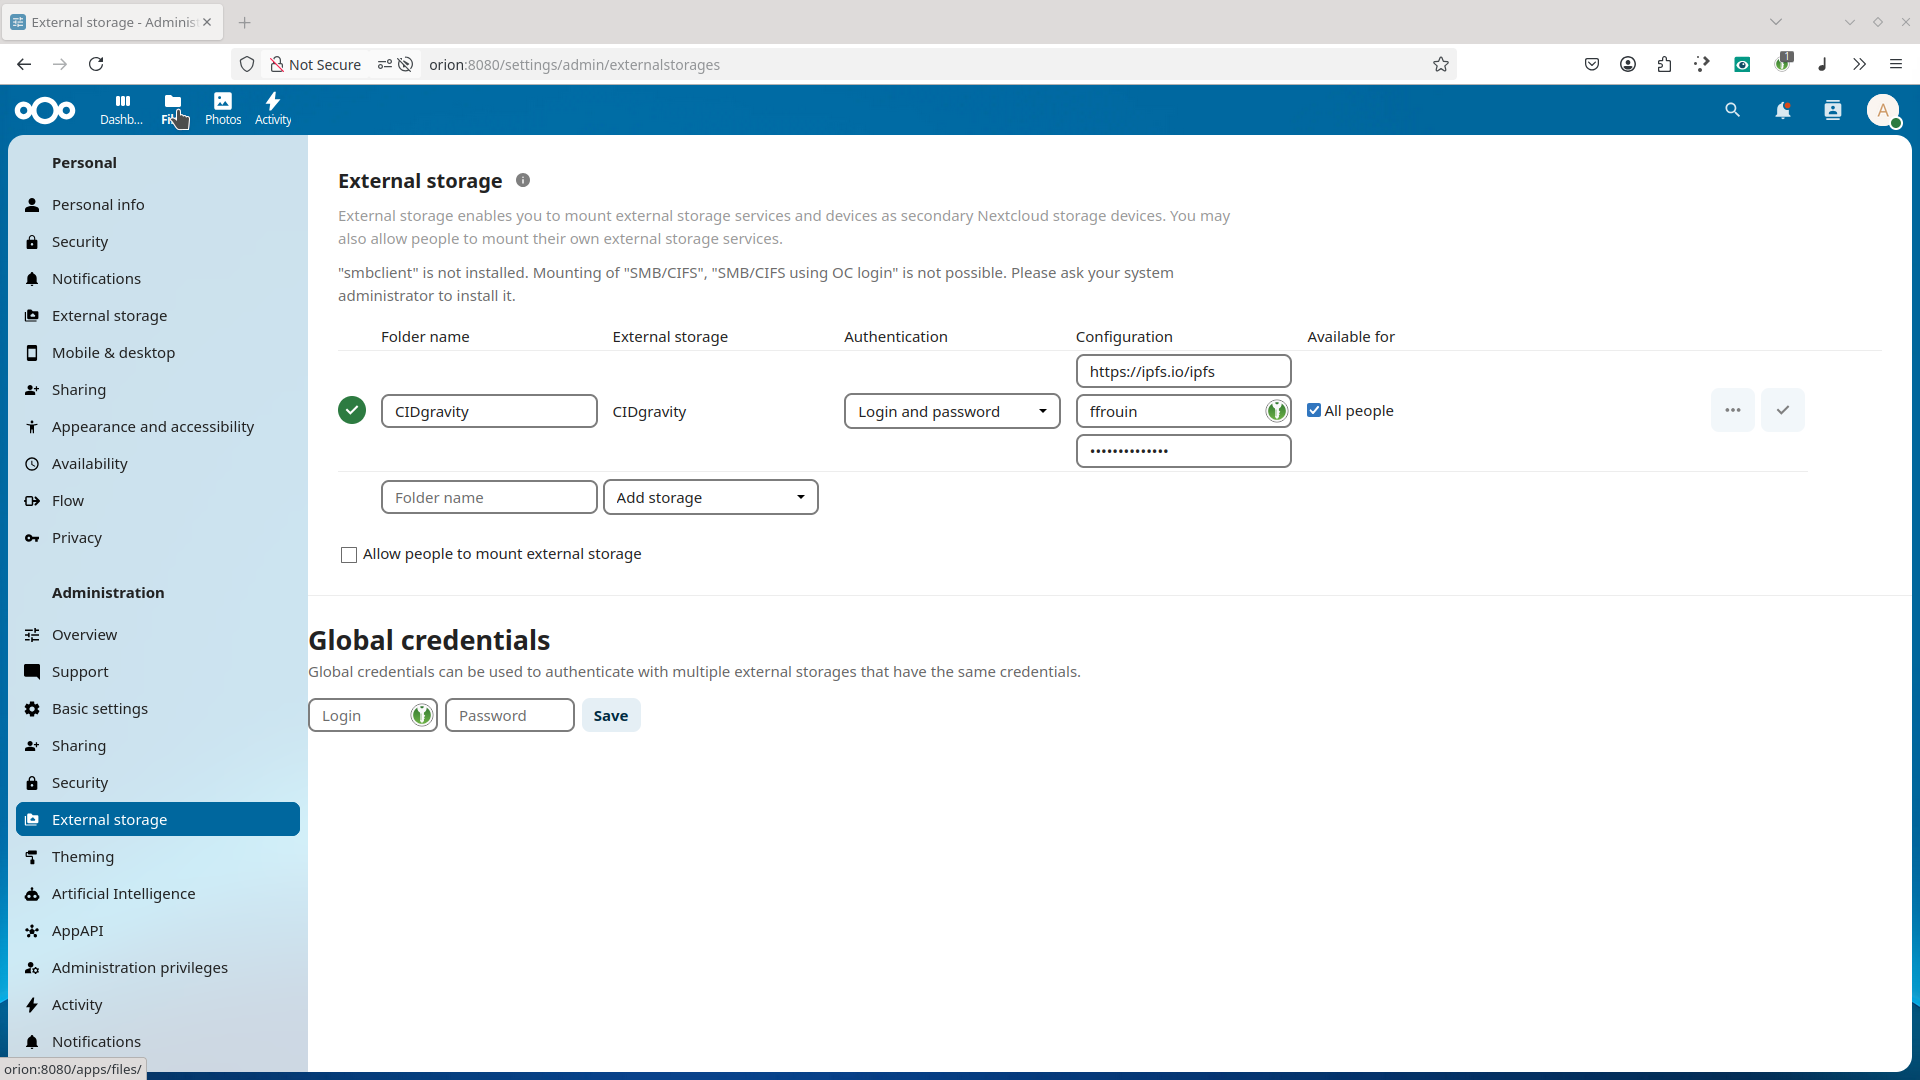 External storage - Adminis
Not Secure
orion:8080/settings/admin/externalstorages
1
Dashb...
Photos
Activity
A
Personal
Personal info
Security
Notifications
External storage
Mobile & desktop
Sharing
Appearance and accessibility
Availability
Flow
Privacy
Administration
Overview
Support
Basic settings
Sharing
Security
External storage
Theming
Artificial Intelligence
AppAPI
Administration privileges
Activity
Notifications
orion:8080/apps/files/
External storage
External storage enables you to mount external storage services and devices as secondary Nextcloud storage devices. You may
also allow people to mount their own external storage services.
"smbclient" is not installed. Mounting of "SMB/CIFS", "SMB/CIFS using OC login" is not possible. Please ask your system
administrator to install it.
Folder name External storage Authentication Configuration Available for
https://ipfs.io/ipfs
CIDgravity CIDgravity Login and password ffrouin All people
••••••••••••••
Folder name Add storage
Allow people to mount external storage
Global credentials
Global credentials can be used to authenticate with multiple external storages that have the same credentials.
Login Password Save